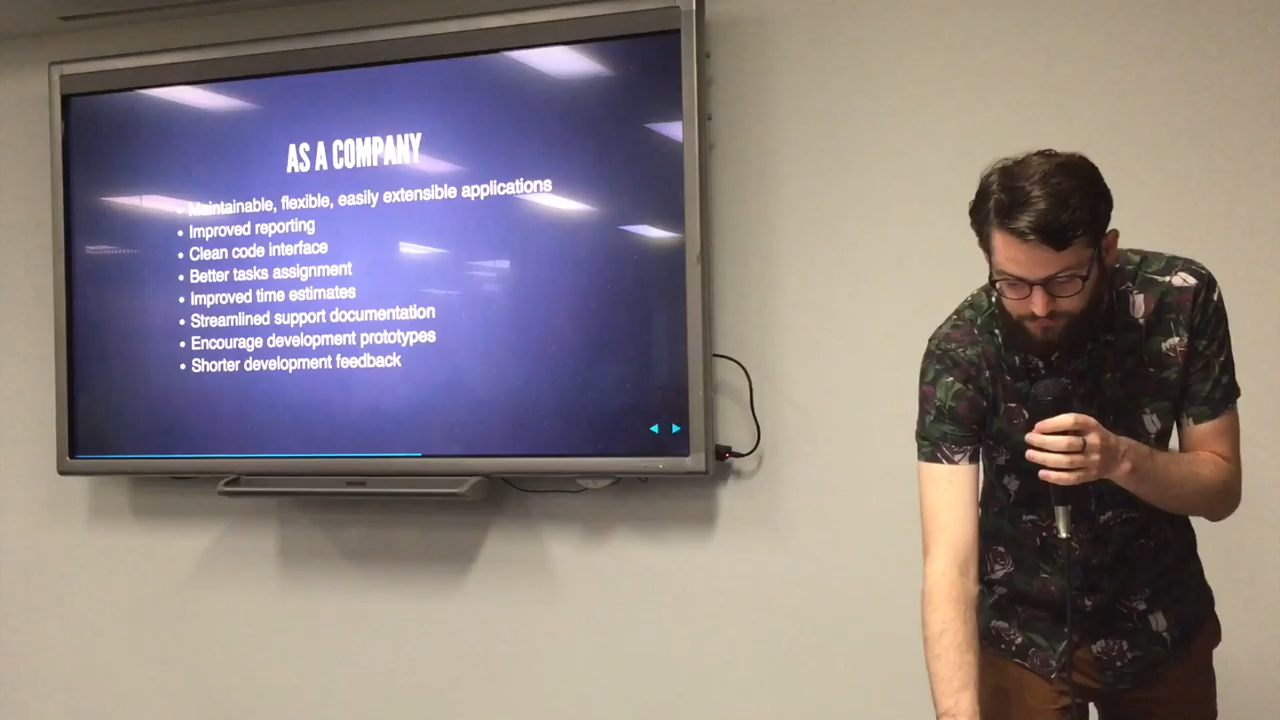 AS A COMPANY
Maintainable, flexible, easily extensible applications
Improved reporting
Clean code interface
Better tasks assignment
Improved time estimates
Streamlined support documentation
Encourage development prototypes
Shorter development feedback